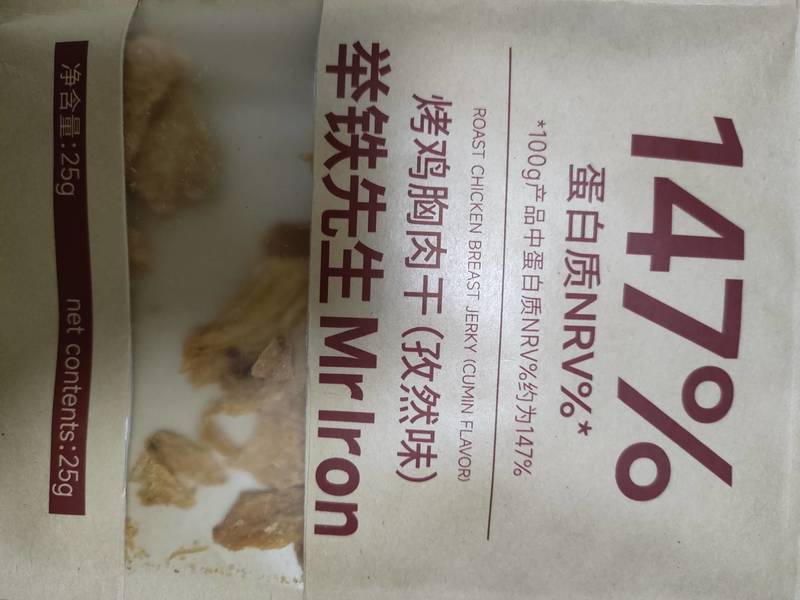 147%
蛋白质NRV%*
*100g产品中蛋白质NRV%约为147%
ROAST CHICKEN BREAST JERKY (CUMIN FLAVOR)
烤鸡胸肉干(孜然味)
举铁先生 Mr Iron
净含量:25g net contents:25g